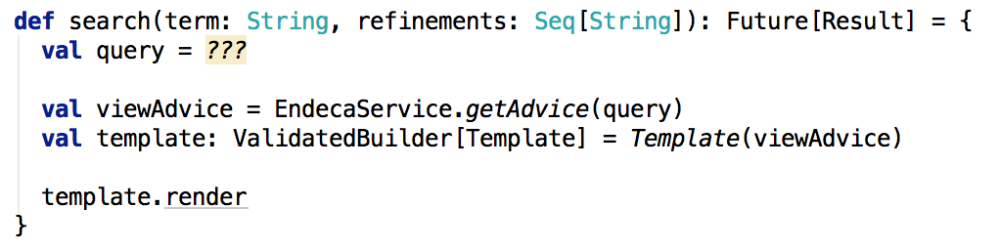 def search(term: String, refinements: Seq[String]): Future[Result] = {
  val query = ???

  val viewAdvice = EndecaService.getAdvice(query)
  val template: ValidatedBuilder[Template] = Template(viewAdvice)

  template.render
}